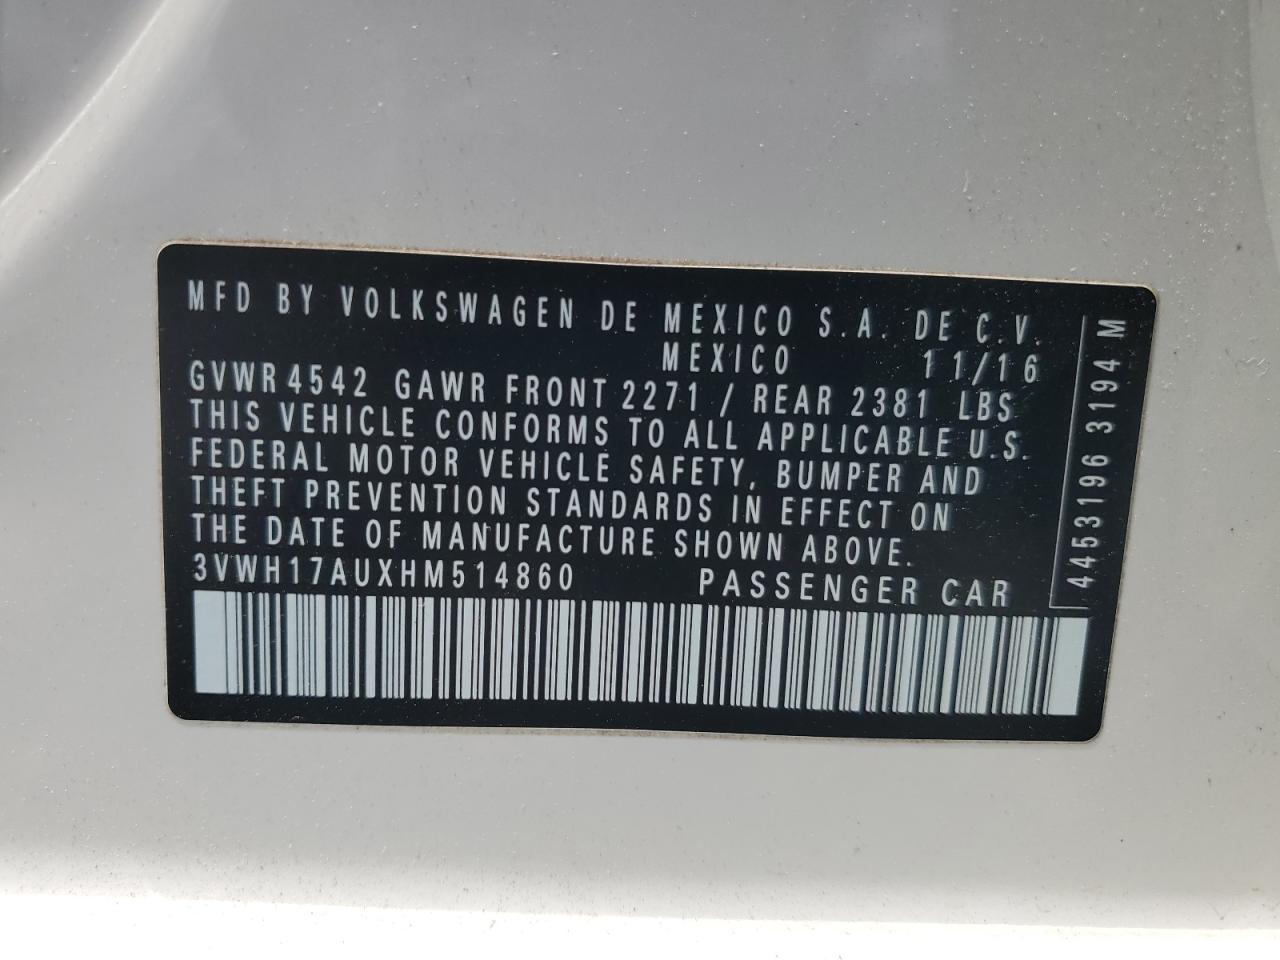 MFD BY VOLKSWAGEN DE MEXICO S.A. DE C.V.
MEXICO 11/16
GVWR 4542 GAWR FRONT 2271 / REAR 2381 LBS
THIS VEHICLE CONFORMS TO ALL APPLICABLE U.S.
FEDERAL MOTOR VEHICLE SAFETY, BUMPER AND
THEFT PREVENTION STANDARDS IN EFFECT ON
THE DATE OF MANUFACTURE SHOWN ABOVE.
3VWH17AUXHM514860 PASSENGER CAR
4453196 3194 M